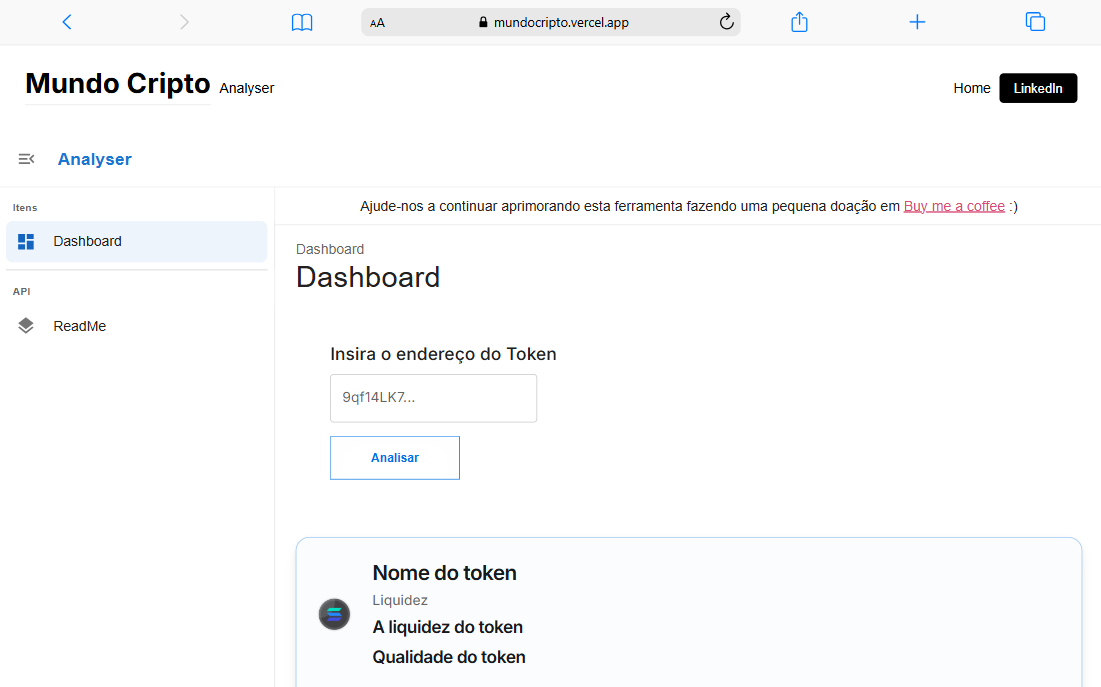 AA mundocripto.vercel.app
Mundo Cripto Analyser Home LinkedIn
Analyser
Itens
Dashboard
API
ReadMe
Ajude-nos a continuar aprimorando esta ferramenta fazendo uma pequena doação em Buy me a coffee :)
Dashboard
Dashboard
Insira o endereço do Token
9qf14LK7...
Analisar
Nome do token
Liquidez
A liquidez do token
Qualidade do token